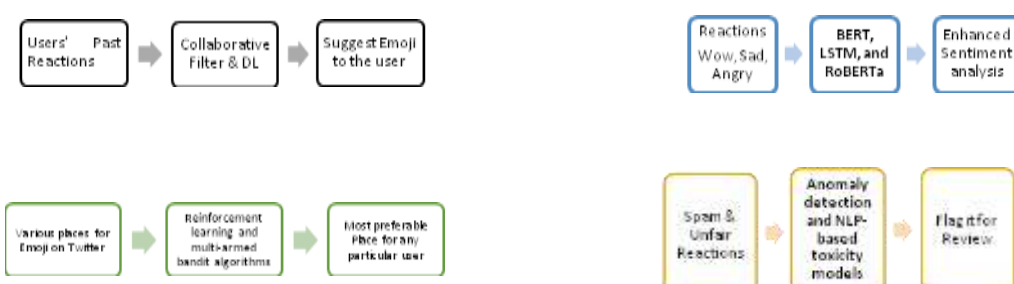 Users' Past
Reactions
Collaborative
Filter & DL
Suggest Emoji
to the user
Reactions
Wow, Sad,
Angry
BERT,
LSTM, and
RoBERTa
Enhanced
Sentiment
analysis
Various places for
Emoji on Twitter
Reinforcement
learning and
multi-armed
bandit algorithms
Most preferable
Place for any
particular user
Spam &
Unfair
Reactions
Anomaly
detection
and NLP-
based
toxicity
models
Flag it for
Review